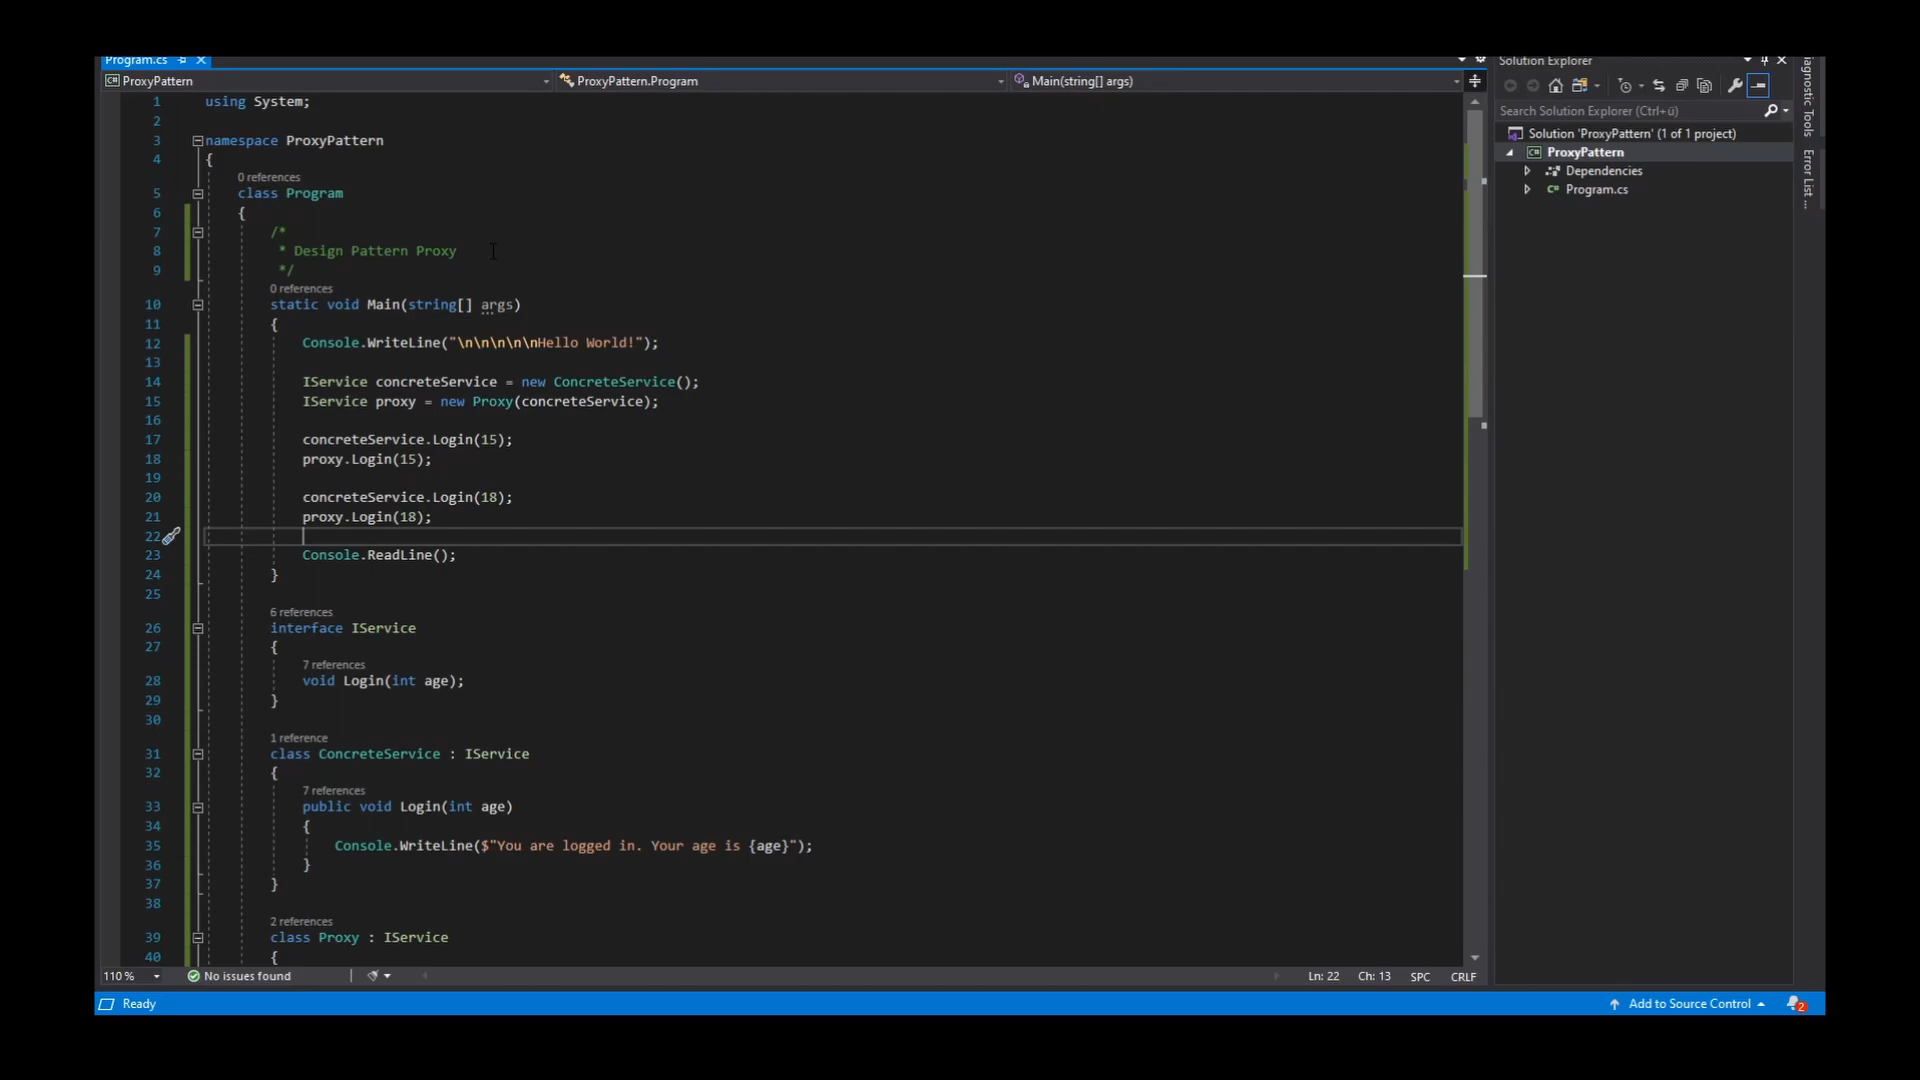 Program.cs
ProxyPattern
ProxyPattern.Program
Main(string[] args)
1 using System;
2
3 namespace ProxyPattern
4 {
0 references
5 class Program
6 {
7 /*
8 * Design Pattern Proxy
9 */
0 references
10 static void Main(string[] args)
11 {
12 Console.WriteLine("\n\n\n\n\nHello World!");
13
14 IService concreteService = new ConcreteService();
15 IService proxy = new Proxy(concreteService);
16
17 concreteService.Login(15);
18 proxy.Login(15);
19
20 concreteService.Login(18);
21 proxy.Login(18);
22
23 Console.ReadLine();
24 }
25
6 references
26 interface IService
27 {
7 references
28 void Login(int age);
29 }
30
1 reference
31 class ConcreteService : IService
32 {
7 references
33 public void Login(int age)
34 {
35 Console.WriteLine($"You are logged in. Your age is {age}");
36 }
37 }
38
2 references
39 class Proxy : IService
40 {
110 %
No issues found
Ln: 22 Ch: 13 SPC CRLF
Ready
Add to Source Control
2
Solution Explorer
Search Solution Explorer (Ctrl+ü)
Solution 'ProxyPattern' (1 of 1 project)
ProxyPattern
Dependencies
Program.cs
Tools
Error List ...